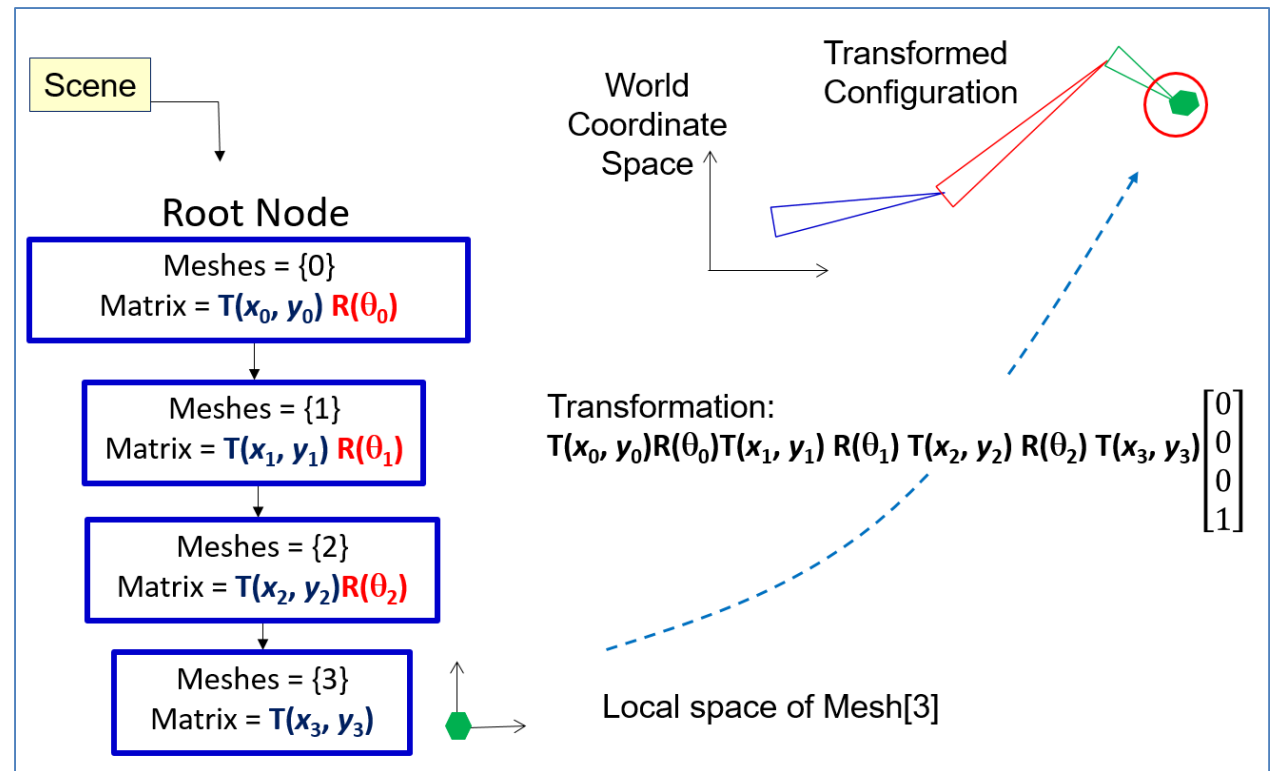 Scene
Root Node
Meshes = {0}
Matrix = T(x₀, y₀) R(θ₀)
Meshes = {1}
Matrix = T(x₁, y₁) R(θ₁)
Meshes = {2}
Matrix = T(x₂, y₂)R(θ₂)
Meshes = {3}
Matrix = T(x₃, y₃)
World
Coordinate
Space
Transformed
Configuration
Transformation:
T(x₀, y₀)R(θ₀)T(x₁, y₁) R(θ₁) T(x₂, y₂) R(θ₂) T(x₃, y₃)
0
0
0
1
Local space of Mesh[3]